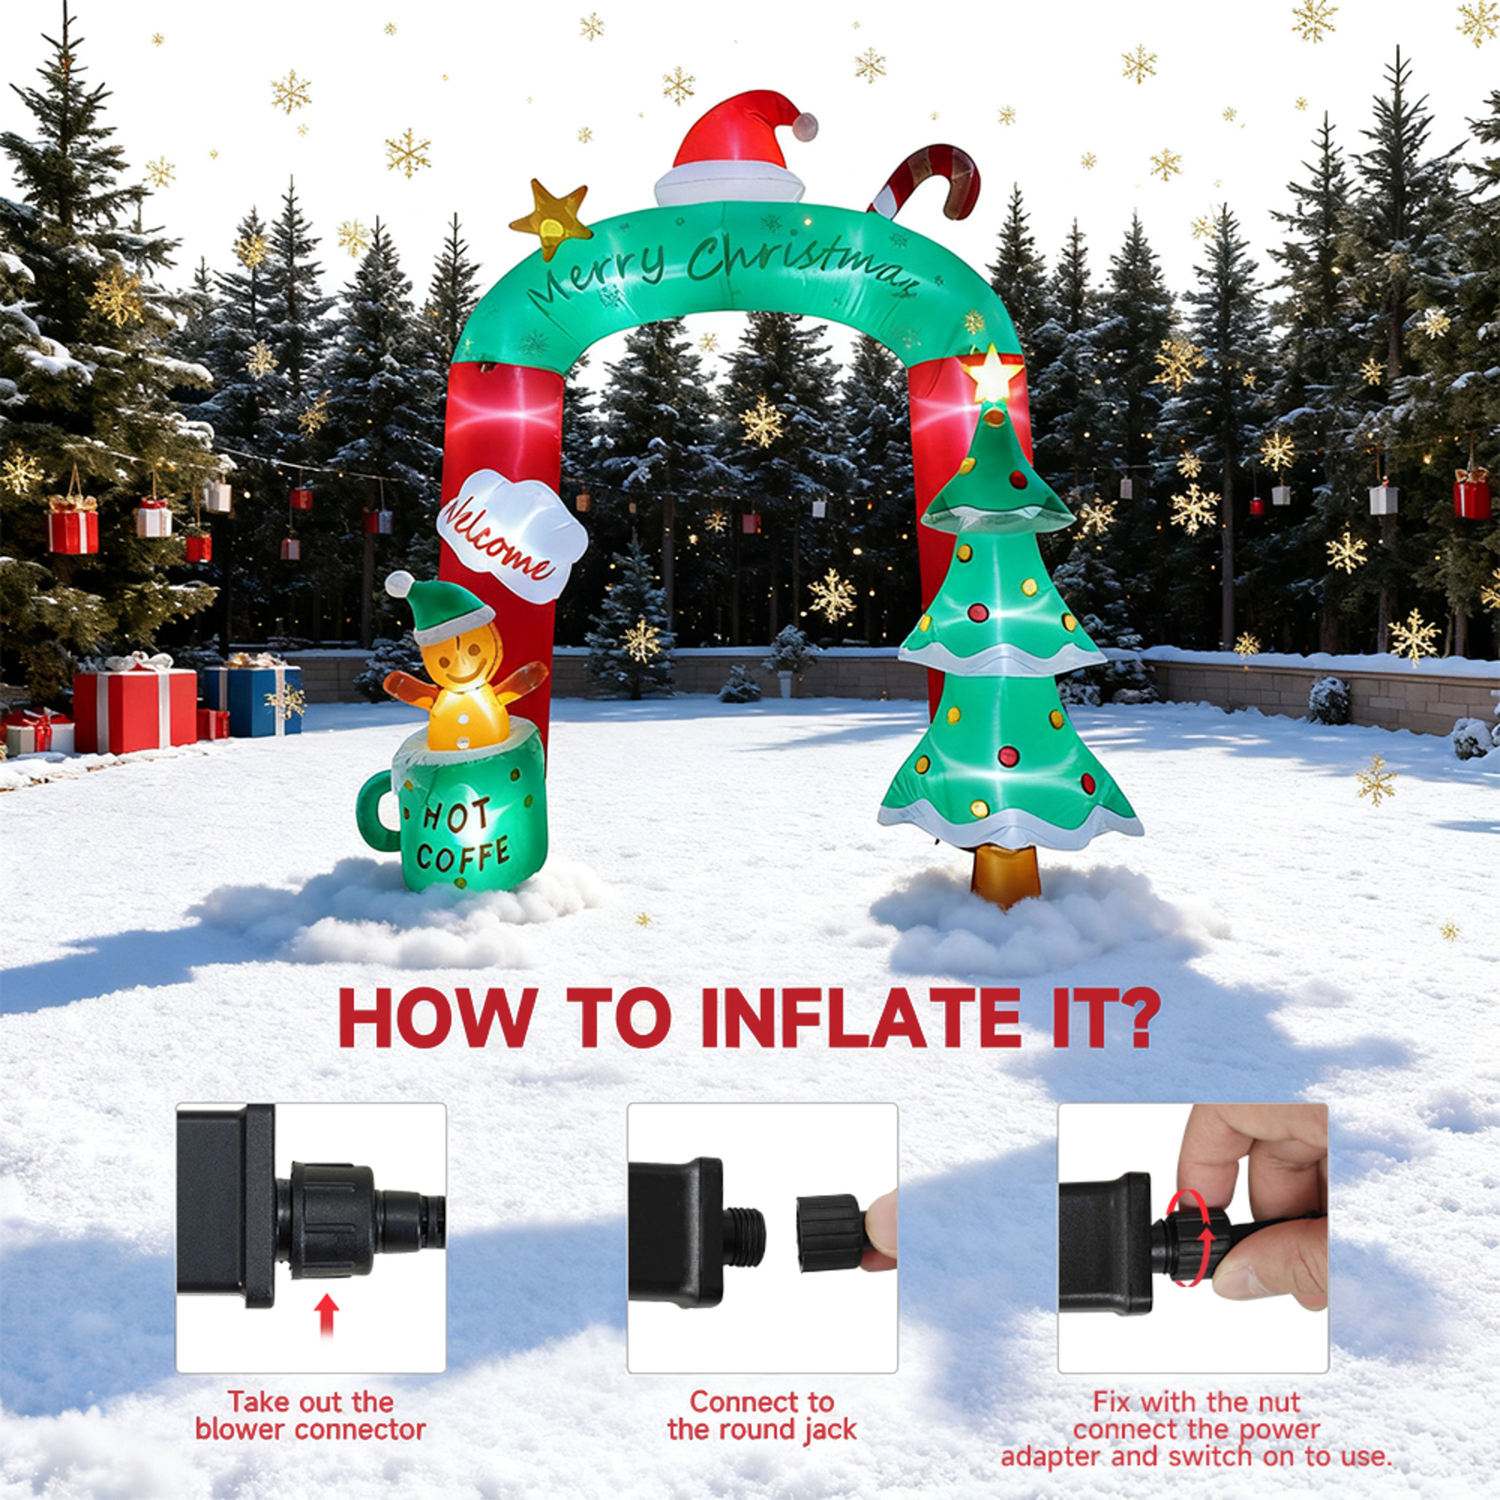 Merry Christmas
Welcome
HOT
COFFE
HOW TO INFLATE IT?
Take out the
blower connector
Connect to
the round jack
Fix with the nut
connect the power
adapter and switch on to use.